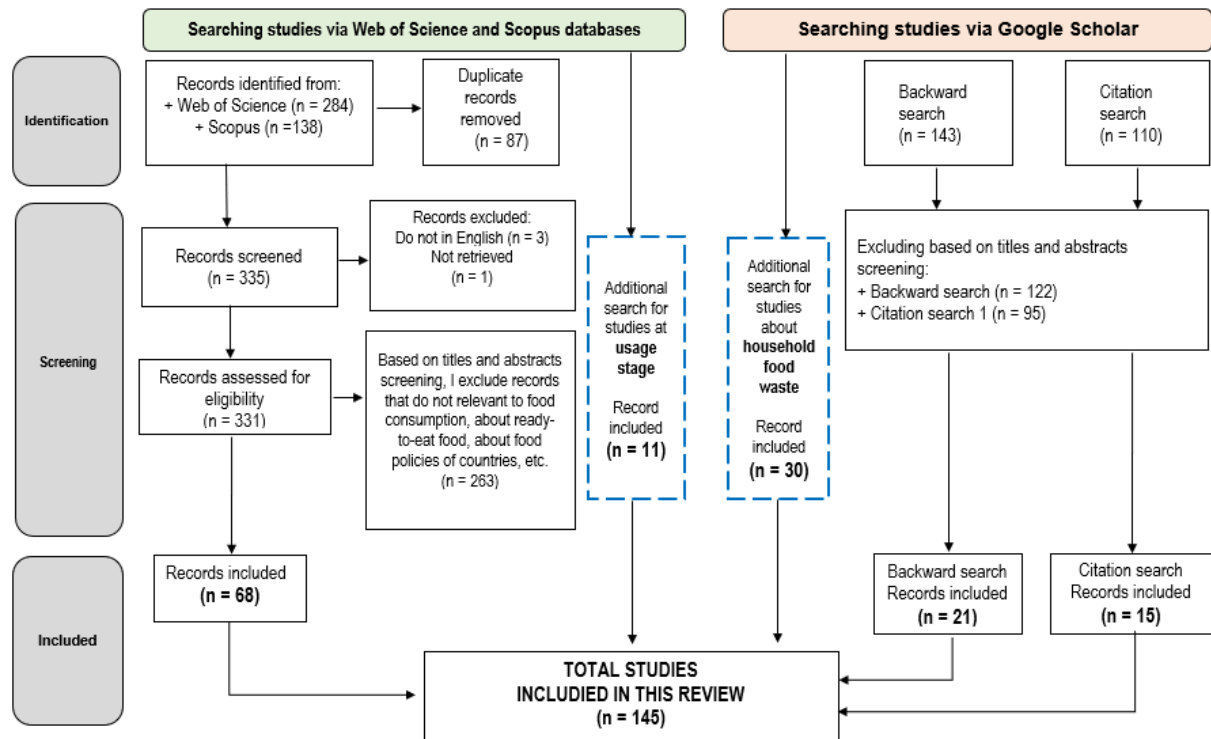 Searching studies via Web of Science and Scopus databases
Searching studies via Google Scholar
Identification
Records identified from:
+ Web of Science (n = 284)
+ Scopus (n =138)
Duplicate
records
removed
(n = 87)
Backward
search
(n = 143)
Citation
search
(n = 110)
Screening
Records screened
(n = 335)
Records excluded:
Do not in English (n = 3)
Not retrieved
(n = 1)
Additional
search for
studies at
usage
stage
Record
included
(n = 11)
Additional
search for
studies
about
household
food
waste
Record
included
(n = 30)
Excluding based on titles and abstracts
screening:
+ Backward search (n = 122)
+ Citation search 1 (n = 95)
Records assessed for
eligibility
(n = 331)
Based on titles and abstracts
screening, I exclude records
that do not relevant to food
consumption, about ready-
to-eat food, about food
policies of countries, etc.
(n = 263)
Included
Records included
(n = 68)
Backward search
Records included
(n = 21)
Citation search
Records included
(n = 15)
TOTAL STUDIES
INCLUDIED IN THIS REVIEW
(n = 145)